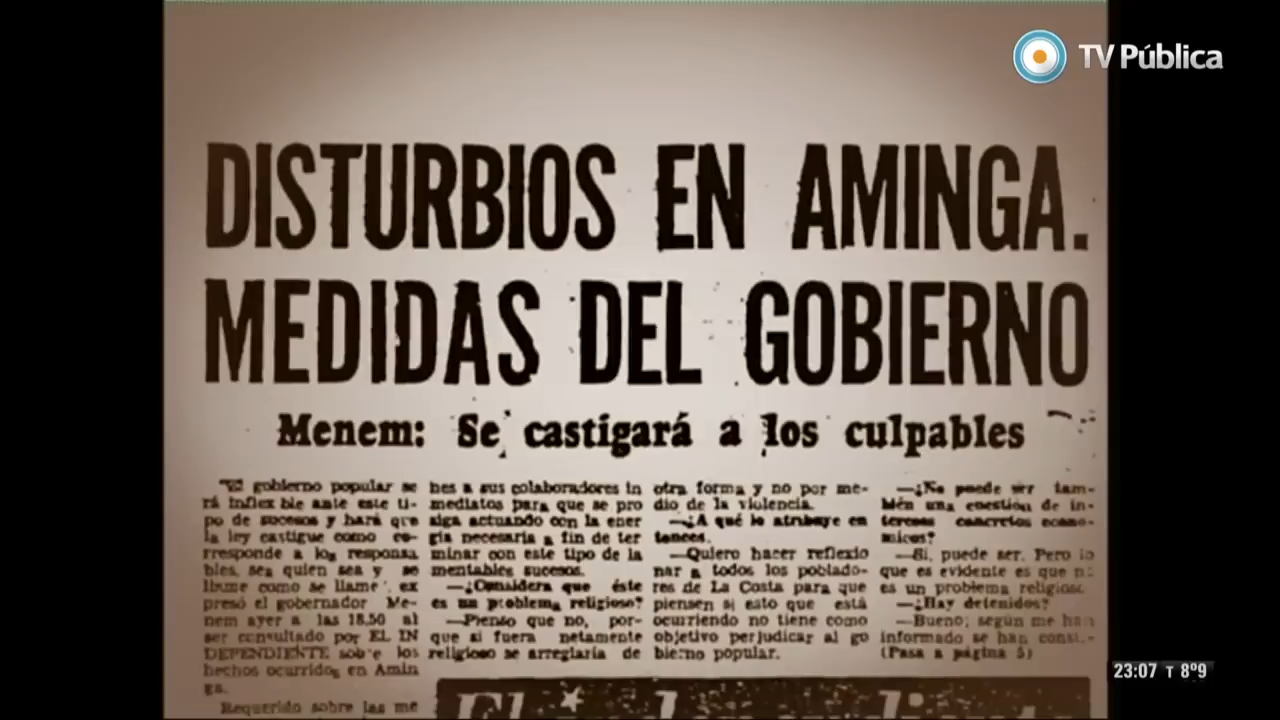 TV Pública
DISTURBIOS EN AMINGA.
MEDIDAS DEL GOBIERNO
Menem: Se castigará a los culpables
"El gobierno popular se
rá inflexible ante este ti-
po de sucesos y hará que
la ley castigue como co-
rresponde a los responsa
bles, sea quien sea y se
llame como se llame", ex
presó el gobernador Me-
nem ayer a las 18,50 al
ser consultado por EL IN
DEPENDIENTE sobre los
hechos ocurridos en Amin
ga.
Requerido sobre las me
nes a sus colaboradores in
mediatos para que se pro
siga actuando con la ener
gía necesaria a fin de ter
minar con este tipo de la
mentables sucesos.
—¿Considera que éste
es un problema religioso?
—Pienso que no, por-
que si fuera netamente
religioso se arreglaría de
otra forma y no por me-
dio de la violencia.
—¿A qué lo atribuye en
tonces.
—Quiero hacer reflexio
nar a todos los poblado-
res de La Costa para que
piensen si esto que está
ocurriendo no tiene como
objetivo perjudicar al go
bierno popular.
—¿No puede ser tam-
bién una cuestión de in-
tereses concretos econó-
micos?
—Sí, puede ser. Pero lo
que es evidente es que no
es un problema religioso
—¿Hay detenidos?
—Bueno; según me han
informado se han consi.-
(Pasa a página 5)
23:07 T 8º9